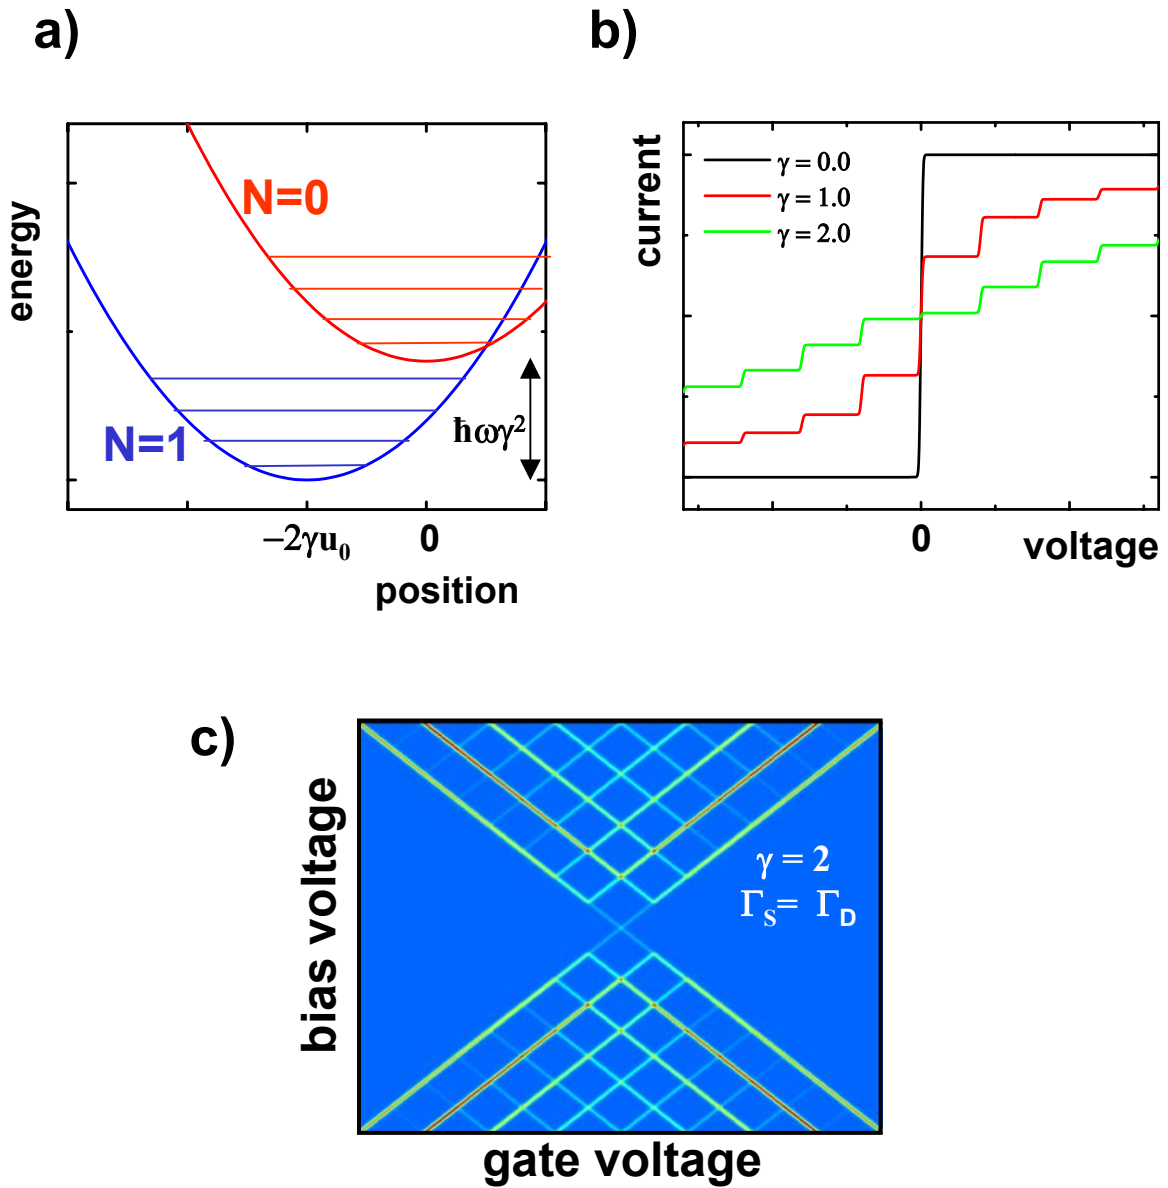 a)
energy
N=0
N=1
ħωγ²
−2γu₀
0
position
b)
current
γ = 0.0
γ = 1.0
γ = 2.0
0
voltage
c)
bias voltage
γ = 2
Γ_S= Γ_D
gate voltage